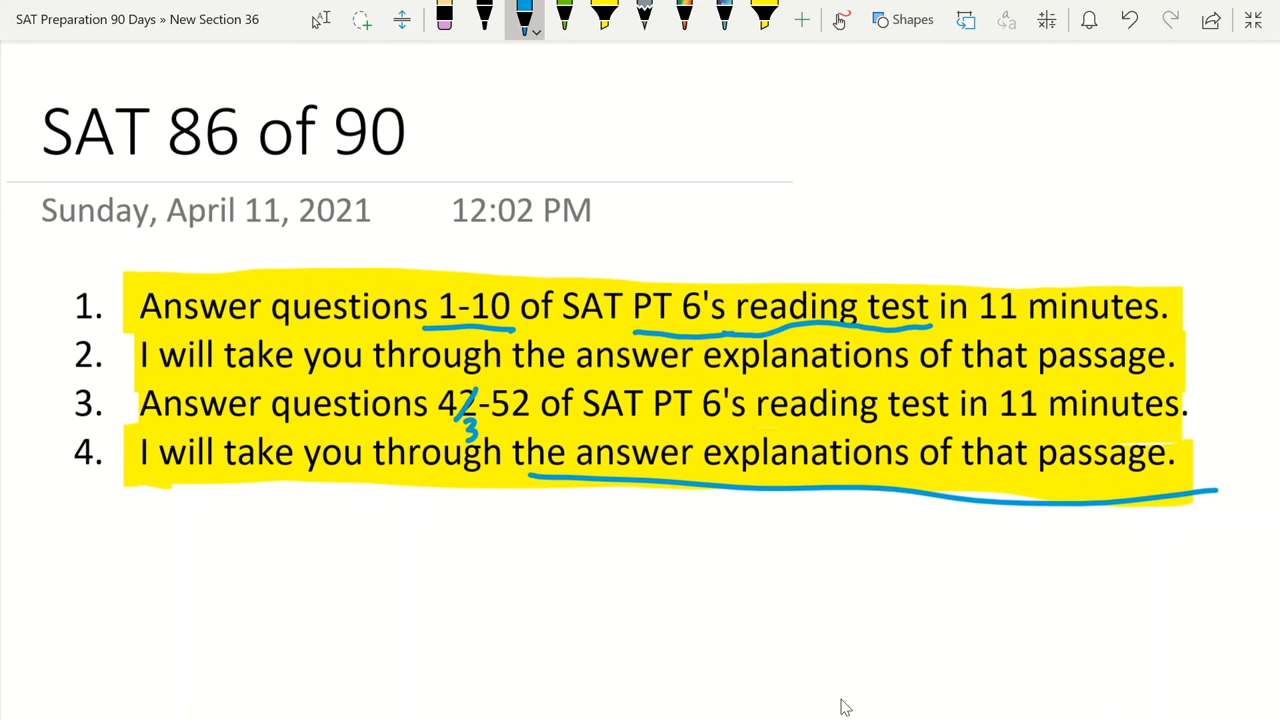 SAT Preparation 90 Days » New Section 36
Shapes
SAT 86 of 90
Sunday, April 11, 2021 12:02 PM
1. Answer questions 1-10 of SAT PT 6's reading test in 11 minutes.
2. I will take you through the answer explanations of that passage.
3. Answer questions 42-52 of SAT PT 6's reading test in 11 minutes.
3
4. I will take you through the answer explanations of that passage.